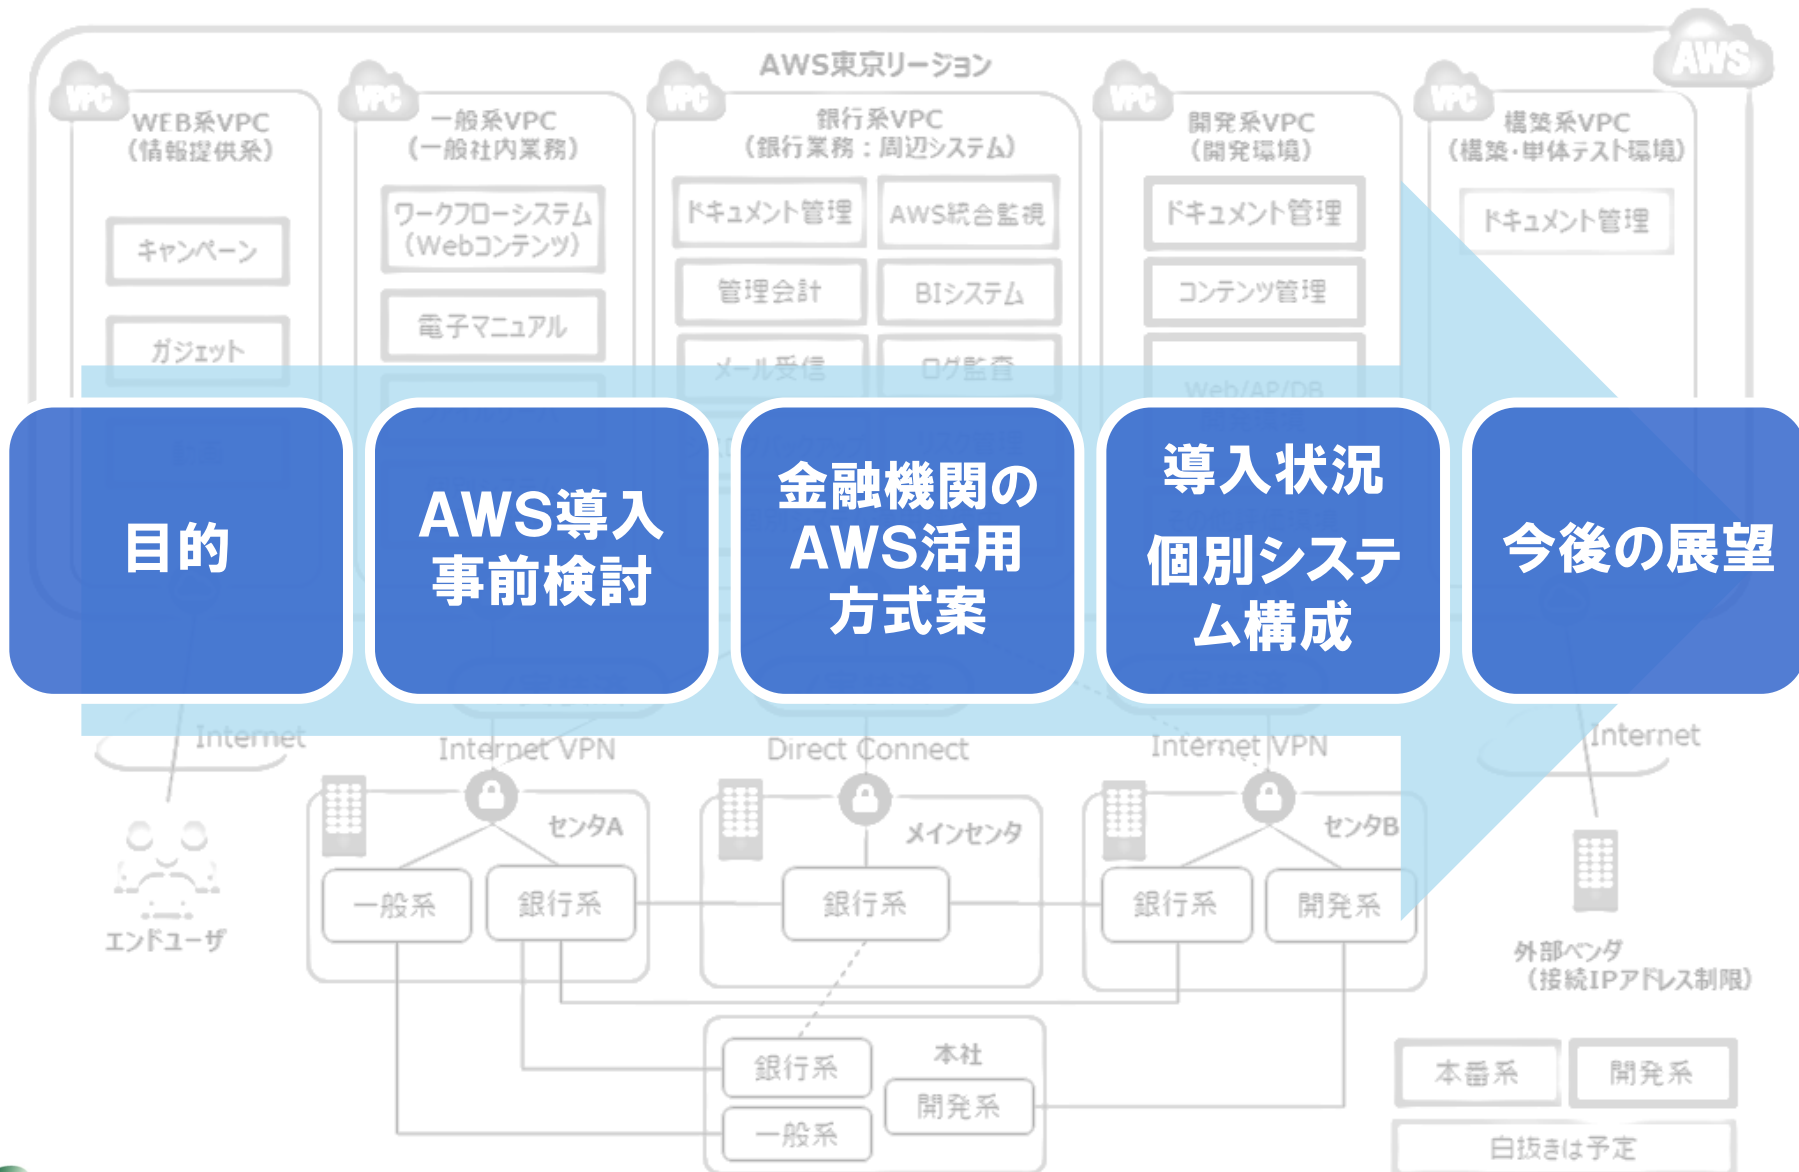 AWS
AWS東京リージョン
VPC
WEB系VPC
（情報提供系）
キャンペーン
ガジェット
VPC
一般系VPC
（一般社内業務）
ワークフローシステム
（Webコンテンツ）
電子マニュアル
VPC
銀行系VPC
（銀行業務：周辺システム）
ドキュメント管理
AWS統合監視
管理会計
BIシステム
メール受信
ログ監査
VPC
開発系VPC
（開発環境）
ドキュメント管理
コンテンツ管理
Web/AP/DB
VPC
構築系VPC
（構築・単体テスト環境）
ドキュメント管理
目的
AWS導入
事前検討
金融機関の
AWS活用
方式案
導入状況
個別システ
ム構成
今後の展望
Internet
Internet VPN
Direct Connect
Internet VPN
Internet
エンドユーザ
センタA
一般系
銀行系
メインセンタ
銀行系
センタB
銀行系
開発系
外部ベンダ
（接続IPアドレス制限）
本社
銀行系
開発系
一般系
本番系
開発系
白抜きは予定